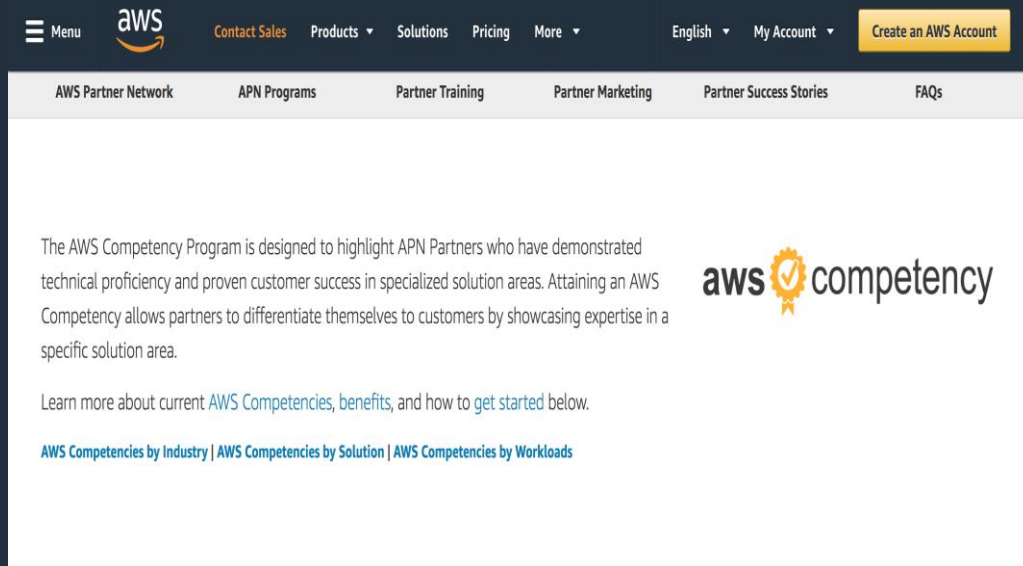 Menu aws Contact Sales Products Solutions Pricing More English My Account Create an AWS Account
AWS Partner Network APN Programs Partner Training Partner Marketing Partner Success Stories FAQs
The AWS Competency Program is designed to highlight APN Partners who have demonstrated
technical proficiency and proven customer success in specialized solution areas. Attaining an AWS
Competency allows partners to differentiate themselves to customers by showcasing expertise in a
specific solution area.
aws competency
Learn more about current AWS Competencies, benefits, and how to get started below.
AWS Competencies by Industry | AWS Competencies by Solution | AWS Competencies by Workloads